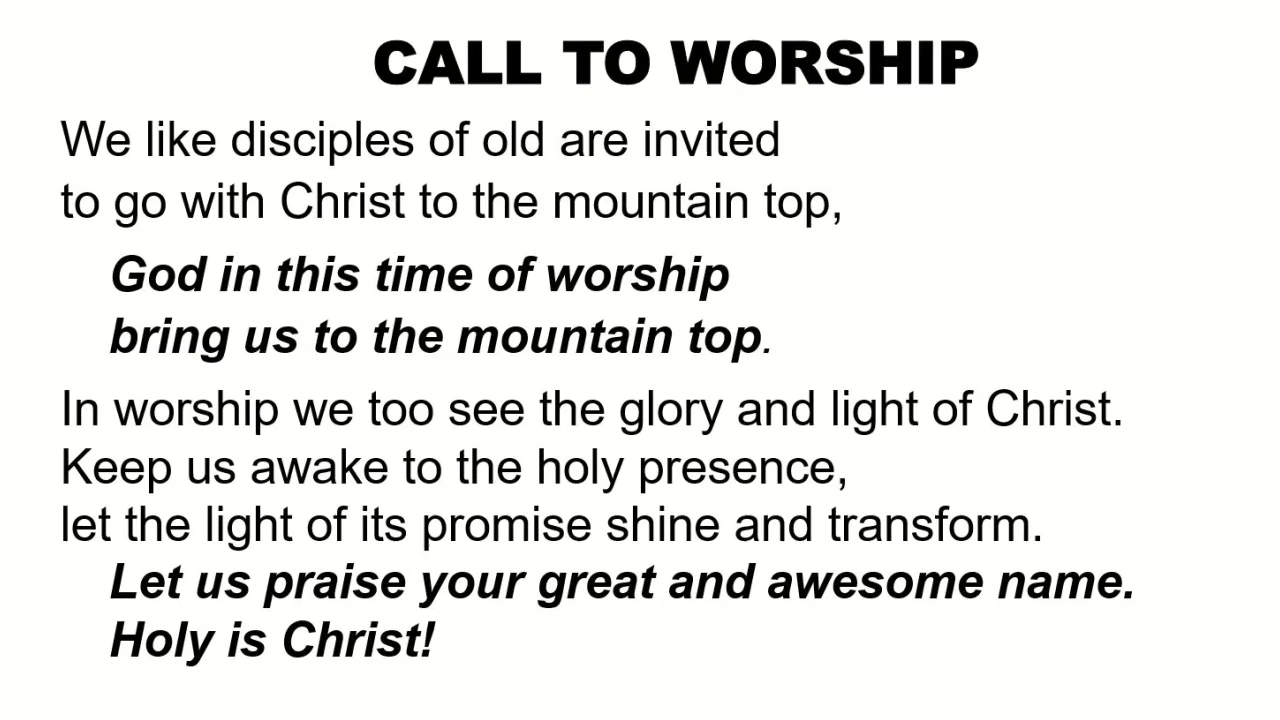 CALL TO WORSHIP
We like disciples of old are invited
to go with Christ to the mountain top,
God in this time of worship
bring us to the mountain top.
In worship we too see the glory and light of Christ.
Keep us awake to the holy presence,
let the light of its promise shine and transform.
Let us praise your great and awesome name.
Holy is Christ!